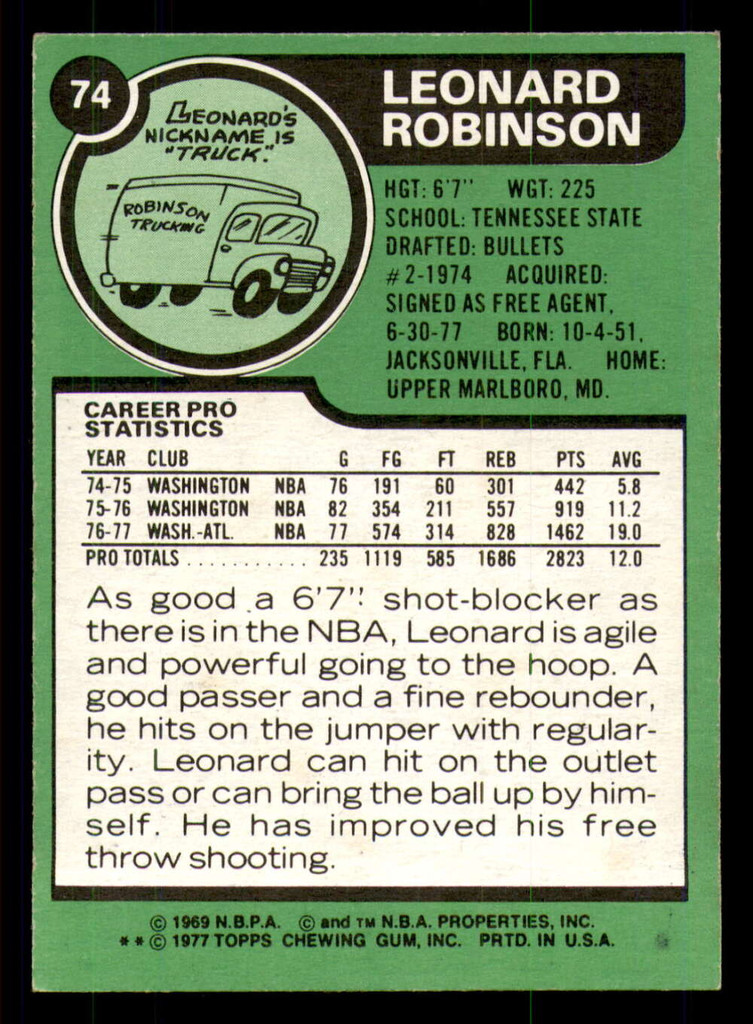 74
LEONARD'S
NICKNAME IS
"TRUCK."
ROBINSON
TRUCKING
LEONARD
ROBINSON
HGT: 6'7" WGT: 225
SCHOOL: TENNESSEE STATE
DRAFTED: BULLETS
#2-1974 ACQUIRED:
SIGNED AS FREE AGENT,
6-30-77 BORN: 10-4-51,
JACKSONVILLE, FLA. HOME:
UPPER MARLBORO, MD.
CAREER PRO
STATISTICS
YEAR CLUB G FG FT REB PTS AVG
74-75 WASHINGTON NBA 76 191 60 301 442 5.8
75-76 WASHINGTON NBA 82 354 211 557 919 11.2
76-77 WASH.-ATL. NBA 77 574 314 828 1462 19.0
PRO TOTALS ........... 235 1119 585 1686 2823 12.0
As good a 6'7" shot-blocker as
there is in the NBA, Leonard is agile
and powerful going to the hoop. A
good passer and a fine rebounder,
he hits on the jumper with regular-
ity. Leonard can hit on the outlet
pass or can bring the ball up by him-
self. He has improved his free
throw shooting.
© 1969 N.B.P.A. © and TM N.B.A. PROPERTIES, INC.
* * © 1977 TOPPS CHEWING GUM, INC. PRTD. IN U.S.A.